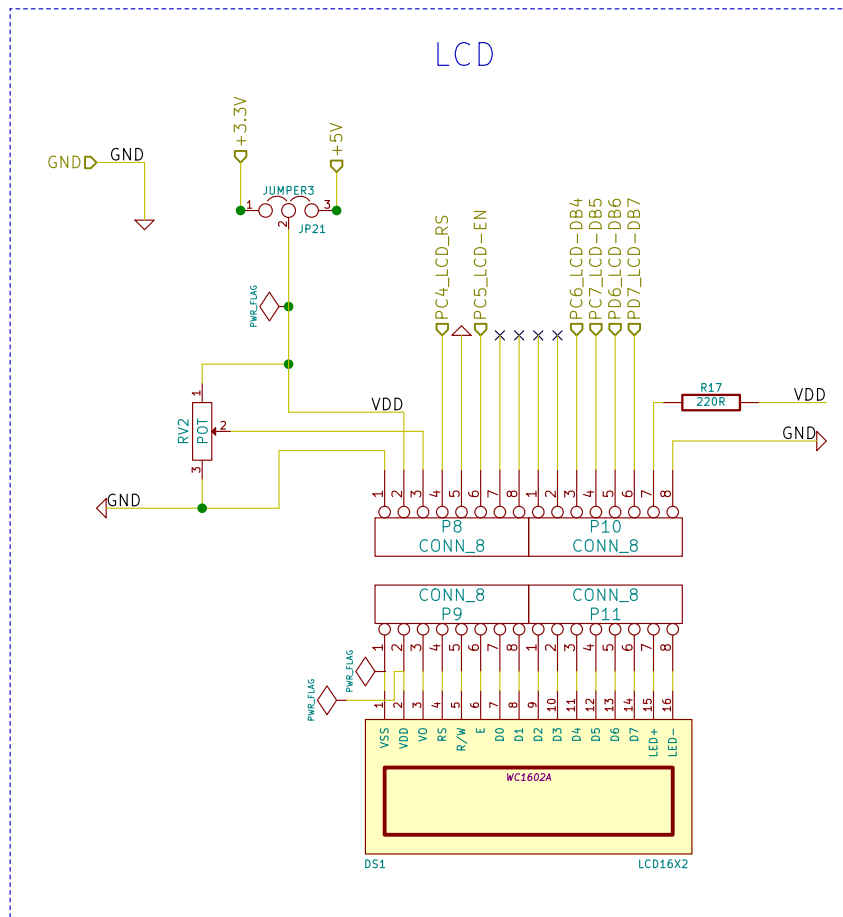 LCD
+3.3V
+5V
GND
GND
JUMPER3
1
2
3
JP21
PWR_FLAG
PC4_LCD_RS
PC5_LCD-EN
PC6_LCD-DB4
PC7_LCD-DB5
PD6_LCD-DB6
PD7_LCD-DB7
R17
220R
VDD
VDD
GND
RV2
POT
1
2
3
GND
1
2
3
4
5
6
7
8
1
2
3
4
5
6
7
8
P8
CONN_8
P10
CONN_8
CONN_8
P9
CONN_8
P11
1
2
3
4
5
6
7
8
1
2
3
4
5
6
7
8
PWR_FLAG
PWR_FLAG
1
2
3
4
5
6
7
8
9
10
11
12
13
14
15
16
VSS
VDD
VO
RS
R/W
E
D0
D1
D2
D3
D4
D5
D6
D7
LED+
LED-
WC1602A
DS1
LCD16X2